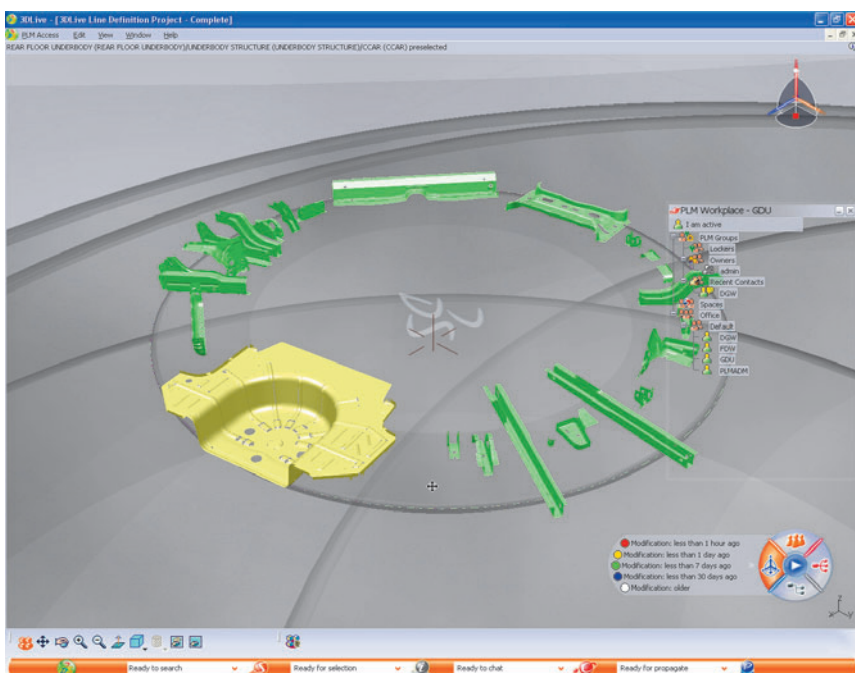 3DLive - [3DLive Line Definition Project - Complete]
PLM Access Edit View Window Help
REAR FLOOR UNDERBODY (REAR FLOOR UNDERBODY)/UNDERBODY STRUCTURE (UNDERBODY STRUCTURE)/CCAR (CCAR) preselected
PLM Workplace - GDU
I am active
PLM Groups
Lockers
Owners
admin
Recent Contacts
DGW
Spaces
Office
Default
DGW
PDW
GDU
PLMADM
Modification: less than 1 hour ago
Modification: less than 1 day ago
Modification: less than 7 days ago
Modification: less than 30 days ago
Modification: older
z
x
Ready to search
Ready for selection
Ready to chat
Ready for propagate